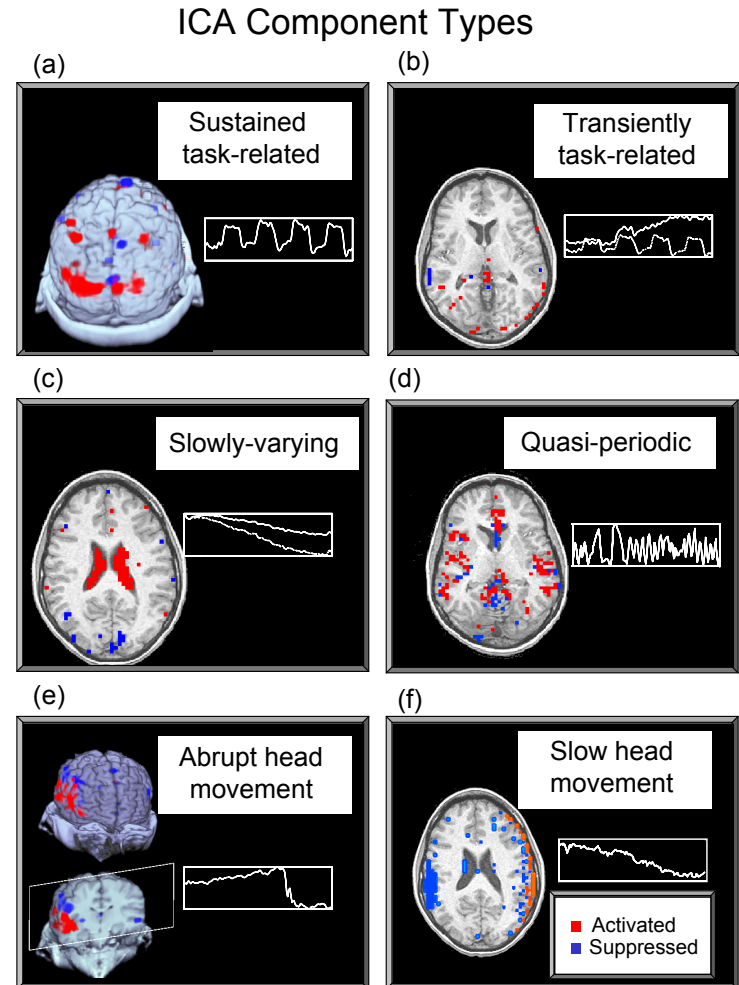 ICA Component Types
(a)
Sustained
task-related
(b)
Transiently
task-related
(c)
Slowly-varying
(d)
Quasi-periodic
(e)
Abrupt head
movement
(f)
Slow head
movement
Activated
Suppressed